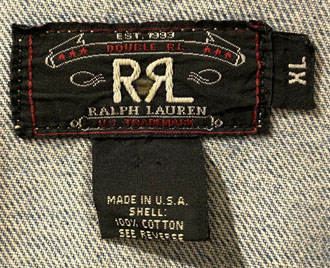 EST. 1993
DOUBLE RL
RRL
RALPH LAUREN
U.S. TRADEMARK
XL
MADE IN U.S.A.
SHELL:
100% COTTON
SEE REVERSE